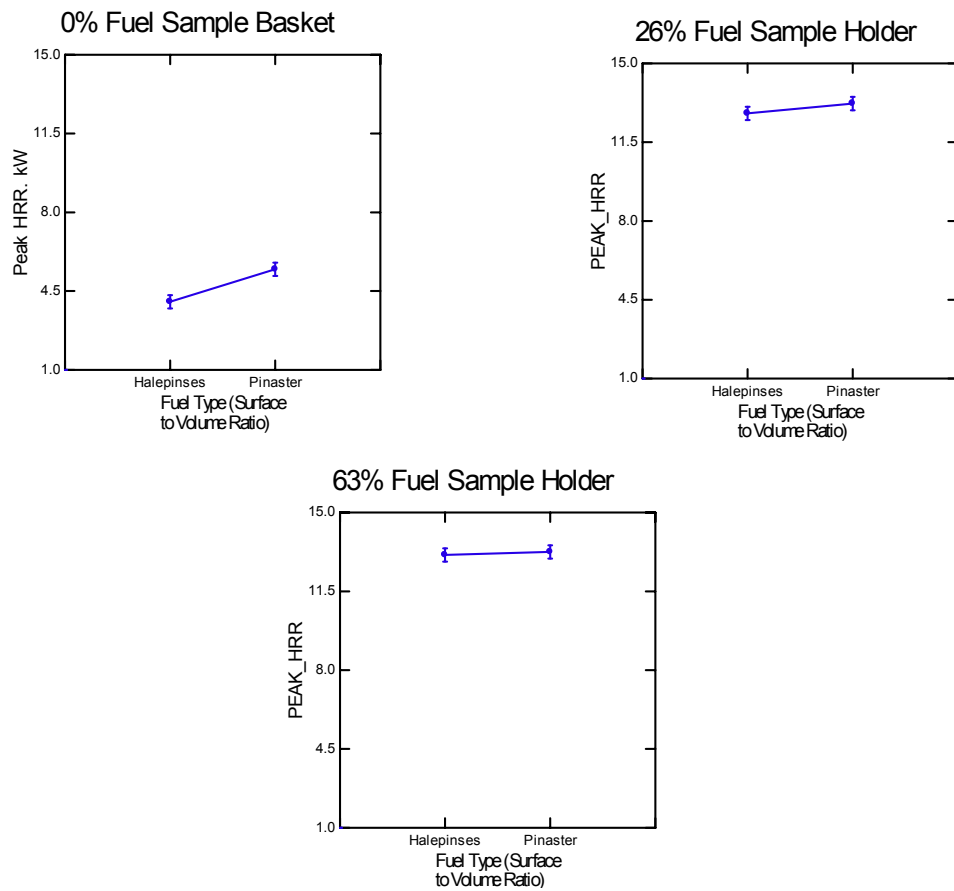 0% Fuel Sample Basket
15.0
11.5
8.0
4.5
1.0
Peak HRR. kW
Halepinses Pinaster
Fuel Type (Surface
to Volume Ratio)
26% Fuel Sample Holder
15.0
11.5
8.0
4.5
1.0
PEAK_HRR
Halepinses Pinaster
Fuel Type (Surface
to Volume Ratio)
63% Fuel Sample Holder
15.0
11.5
8.0
4.5
1.0
PEAK_HRR
Halepinses Pinaster
Fuel Type (Surface
to Volume Ratio)